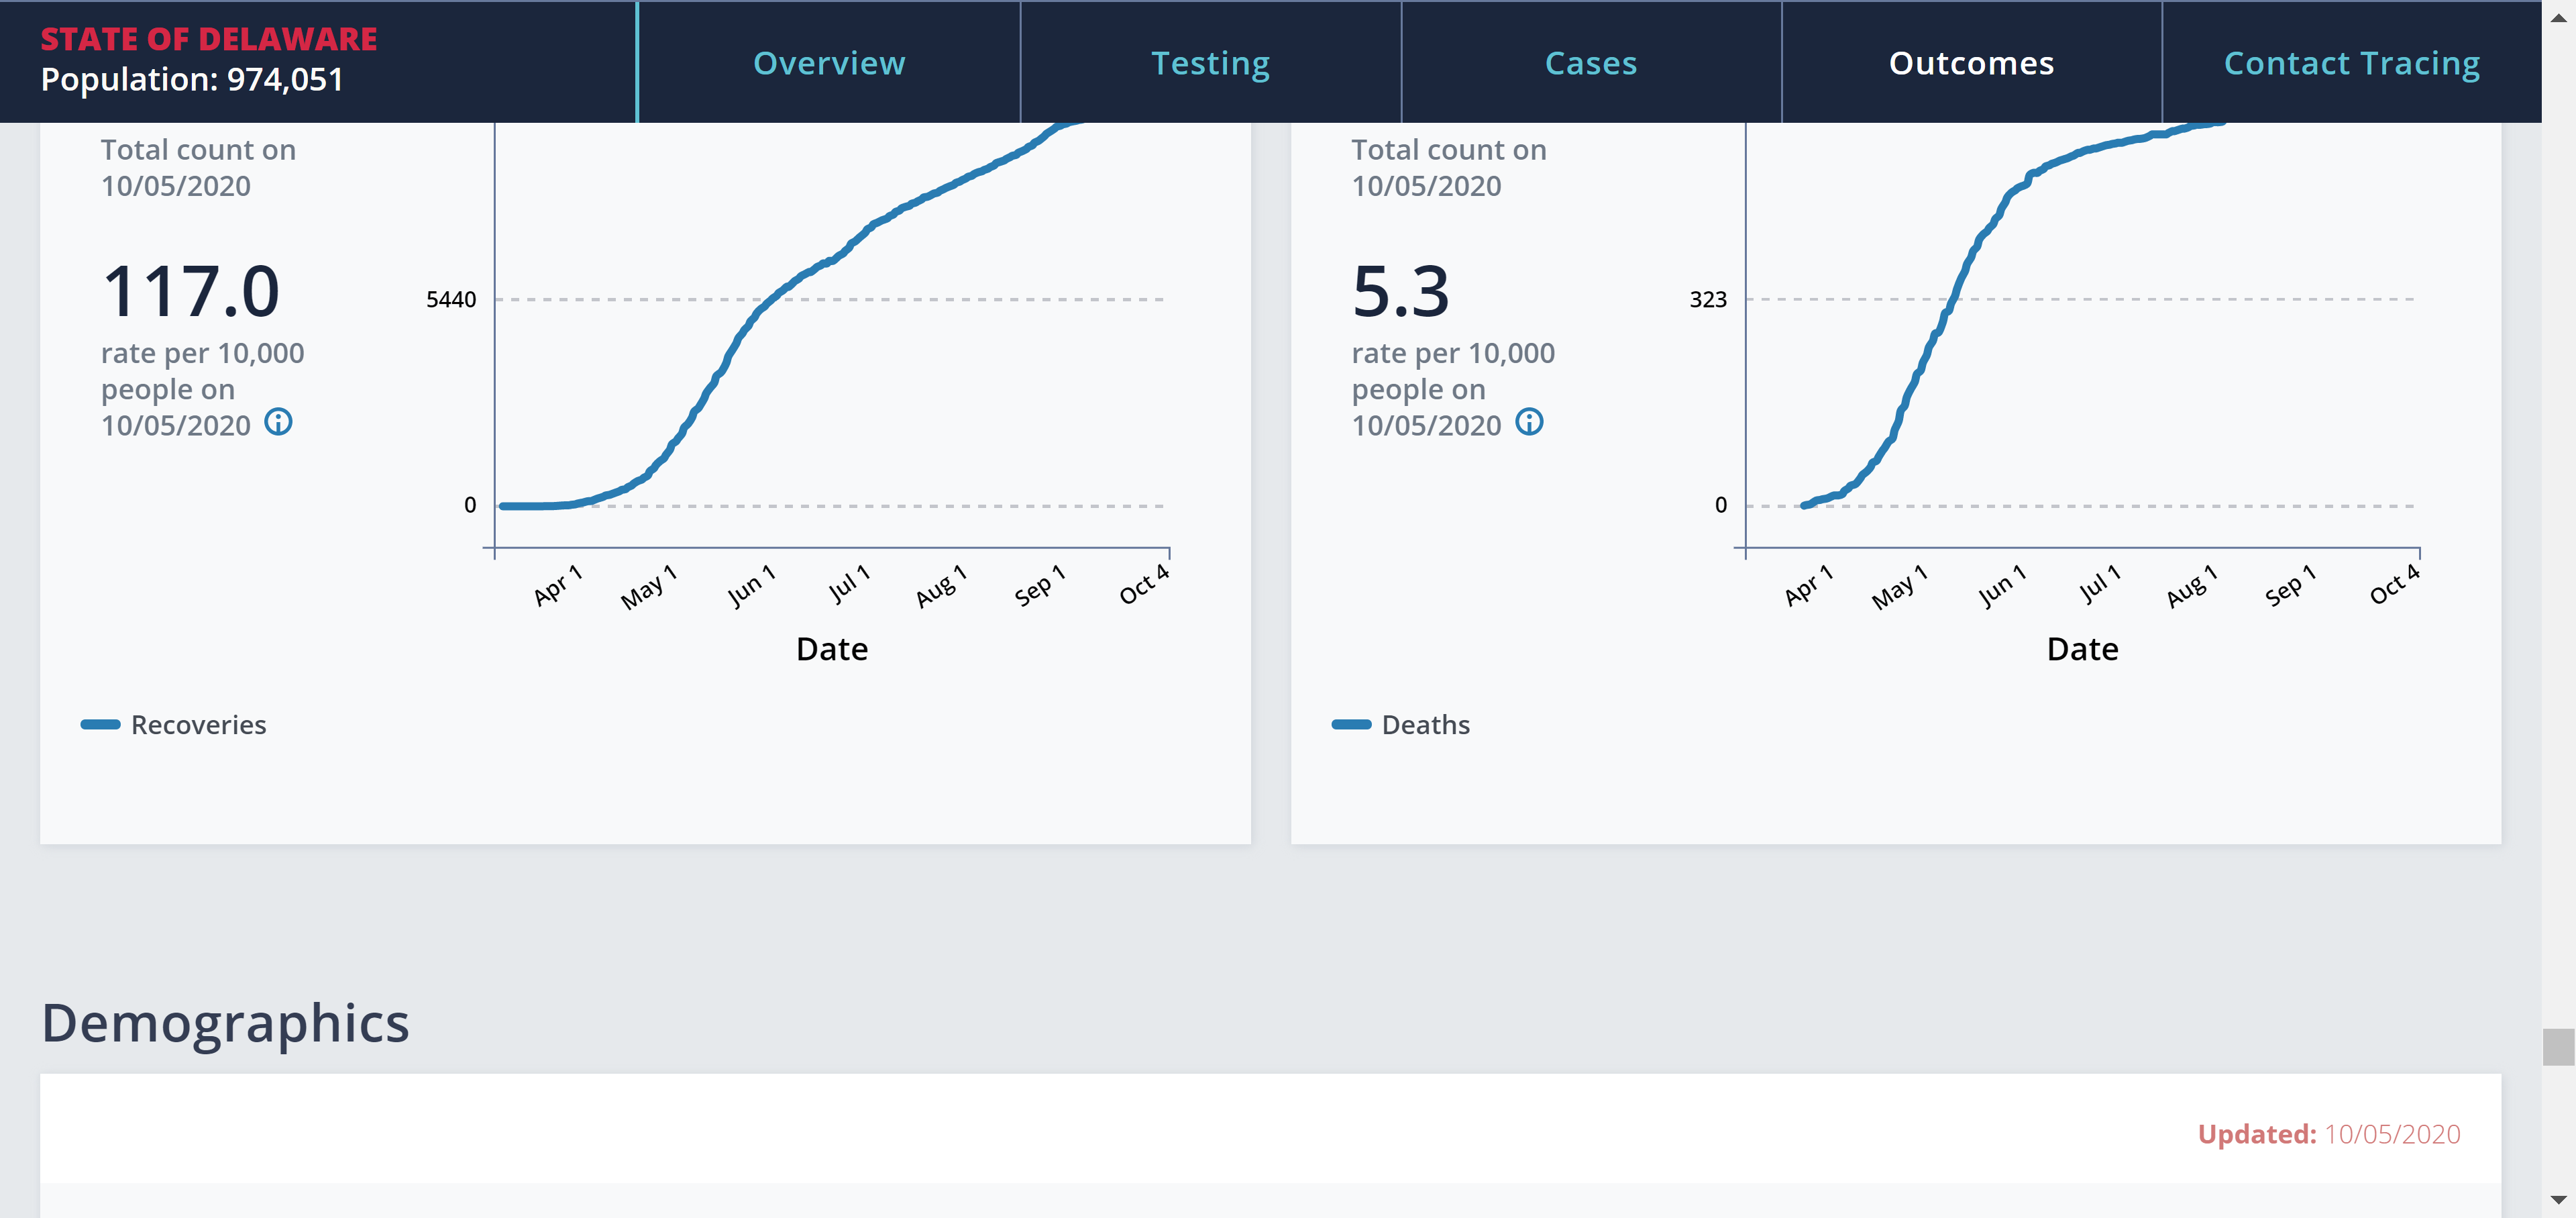 STATE OF DELAWARE
Population: 974,051
Overview
Testing
Cases
Outcomes
Contact Tracing
Total count on
10/05/2020
117.0
rate per 10,000
people on
10/05/2020
5440
0
Apr 1
May 1
Jun 1
Jul 1
Aug 1
Sep 1
Oct 4
Date
Recoveries
Total count on
10/05/2020
5.3
rate per 10,000
people on
10/05/2020
323
0
Apr 1
May 1
Jun 1
Jul 1
Aug 1
Sep 1
Oct 4
Date
Deaths
Demographics
Updated: 10/05/2020